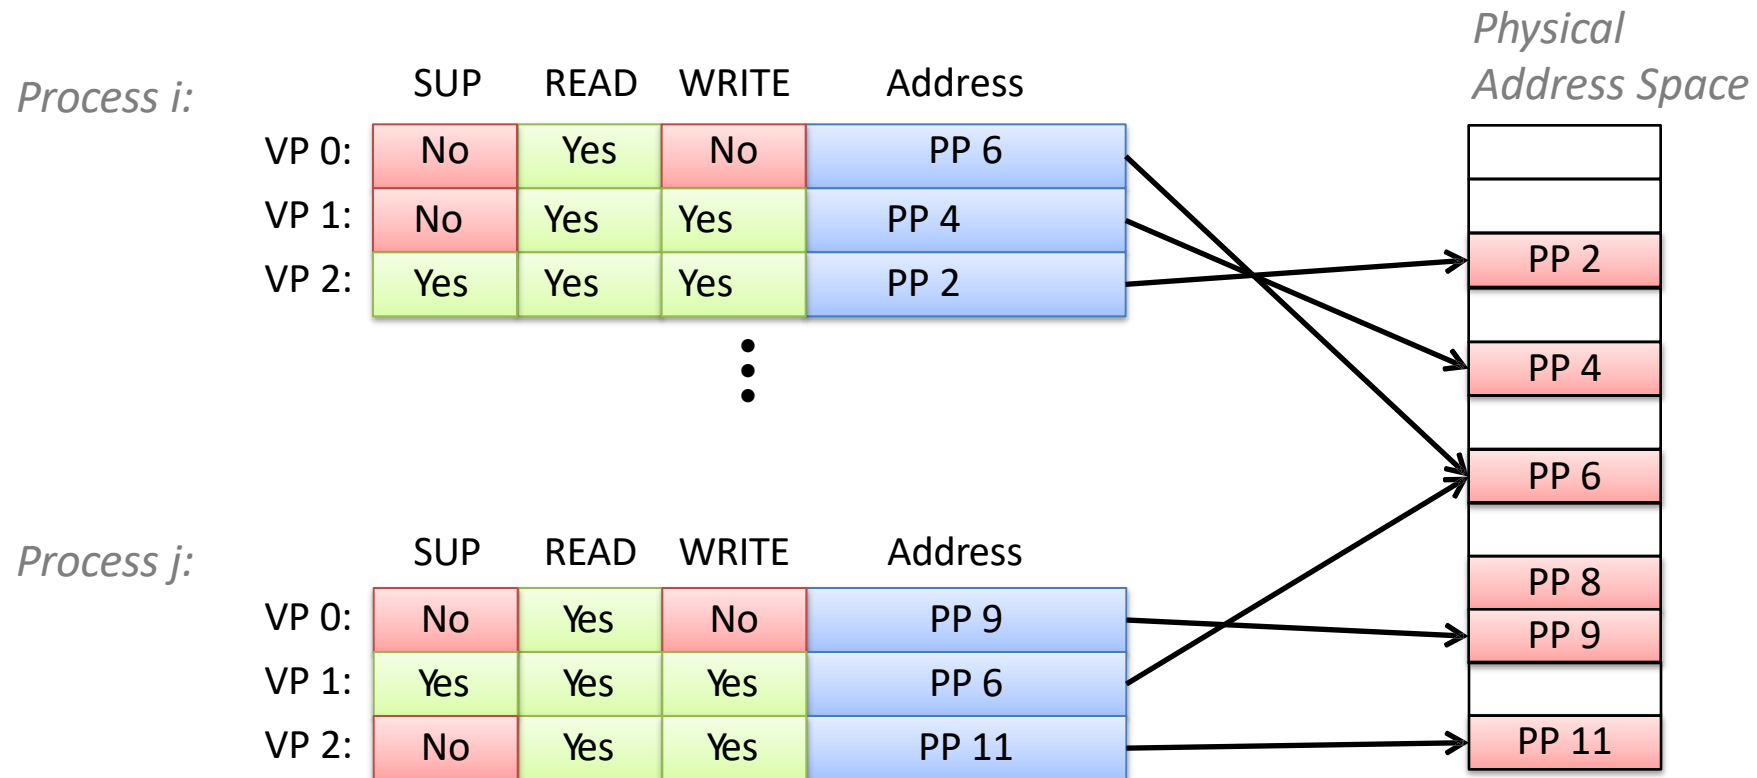 Physical
Address Space
Process i:
SUP READ WRITE Address
VP 0: No Yes No PP 6
VP 1: No Yes Yes PP 4
VP 2: Yes Yes Yes PP 2
PP 2
PP 4
PP 6
PP 8
PP 9
PP 11
Process j:
SUP READ WRITE Address
VP 0: No Yes No PP 9
VP 1: Yes Yes Yes PP 6
VP 2: No Yes Yes PP 11